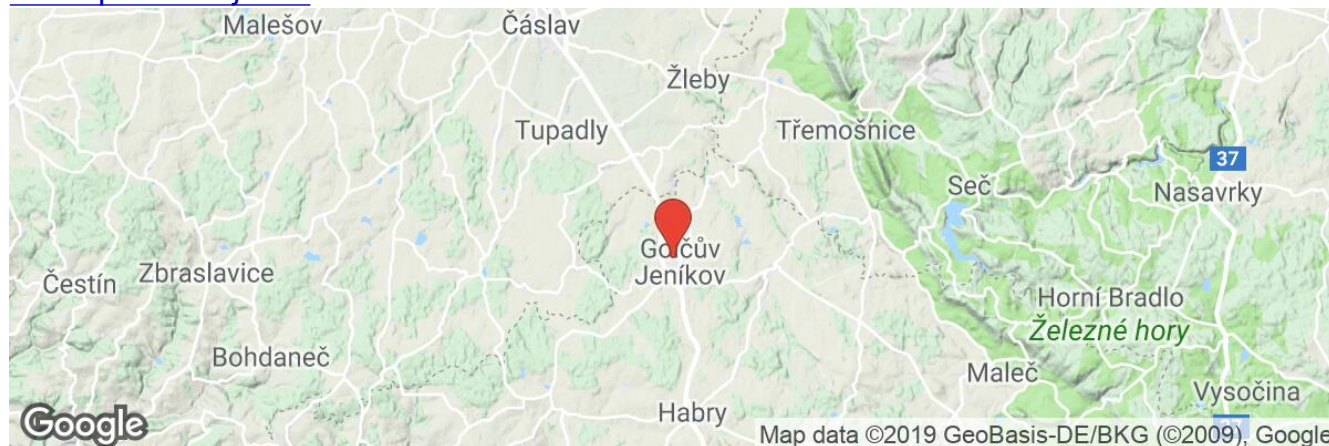 Malešov
Čáslav
Žleby
Tupadly
Třemošnice
37
Seč
Nasavrky
Golčův
Jeníkov
Čestín
Zbraslavice
Horní Bradlo
Železné hory
Bohdaneč
Maleč
Vysočina
Habry
Google
Map data ©2019 GeoBasis-DE/BKG (©2009), Google